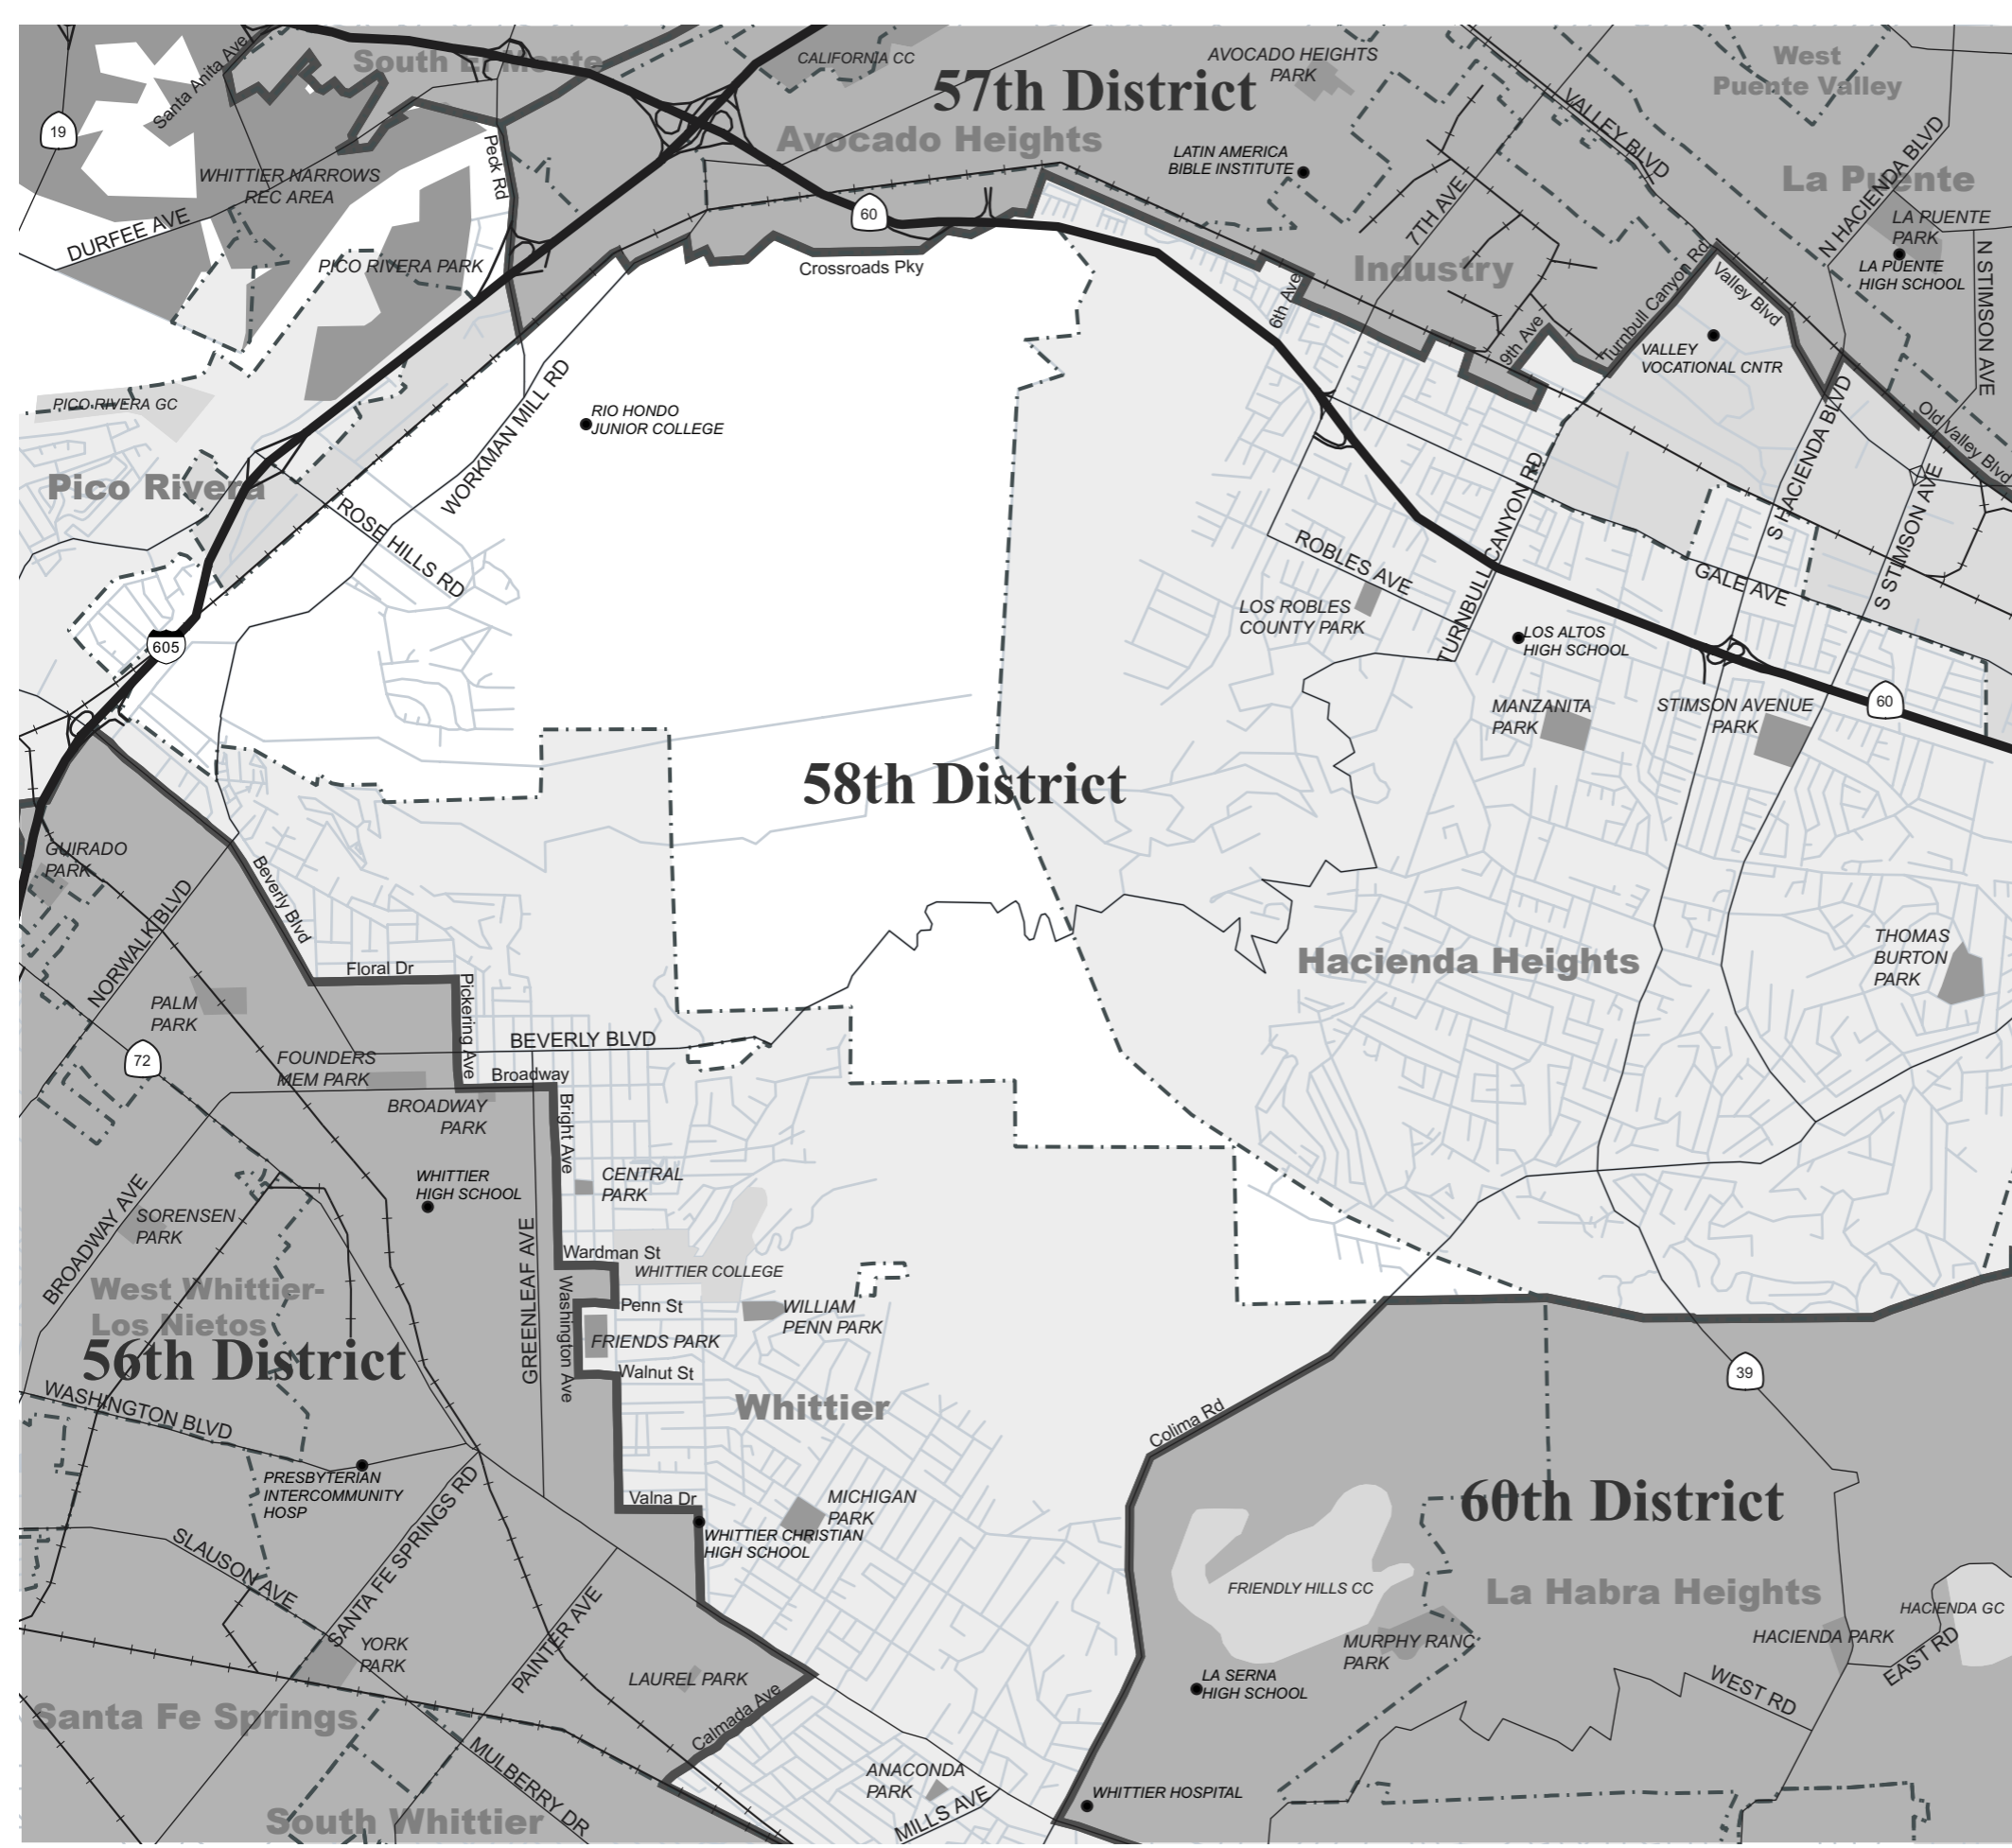 South El Monte
CALIFORNIA CC
57th District
AVOCADO HEIGHTS
PARK
West
Puente Valley
Santa Anita Ave
19
Peck Rd
Avocado Heights
VALLEY BLVD
LATIN AMERICA
BIBLE INSTITUTE
N HACIENDA BLVD
La Puente
WHITTIER NARROWS
REC AREA
DURFEE AVE
7TH AVE
LA PUENTE
PARK
60
PICO RIVERA PARK
Crossroads Pky
Industry
6th Ave
9th Ave
Turnbull Canyon Rd
Valley Blvd
LA PUENTE
HIGH SCHOOL
N STIMSON AVE
VALLEY
VOCATIONAL CNTR
PICO RIVERA GC
RIO HONDO
JUNIOR COLLEGE
WORKMAN MILL RD
S HACIENDA BLVD
Old Valley Blvd
Pico Rivera
ROSE HILLS RD
TURNBULL CANYON RD
ROBLES AVE
GALE AVE
S STIMSON AVE
LOS ROBLES
COUNTY PARK
LOS ALTOS
HIGH SCHOOL
605
MANZANITA
PARK
STIMSON AVENUE
PARK
60
58th District
GUIRADO
PARK
Beverly Blvd
NORWALK BLVD
Hacienda Heights
THOMAS
BURTON
PARK
Floral Dr
Pickering Ave
PALM
PARK
72
FOUNDERS
MEM PARK
BEVERLY BLVD
Broadway
BROADWAY
PARK
Bright Ave
WHITTIER
HIGH SCHOOL
CENTRAL
PARK
BROADWAY AVE
SORENSEN
PARK
GREENLEAF AVE
Wardman St
WHITTIER COLLEGE
West Whittier-
Los Nietos
Washington Ave
Penn St
WILLIAM
PENN PARK
FRIENDS PARK
56th District
Walnut St
39
WASHINGTON BLVD
Whittier
Colima Rd
PRESBYTERIAN
INTERCOMMUNITY
HOSP
Valna Dr
MICHIGAN
PARK
60th District
WHITTIER CHRISTIAN
HIGH SCHOOL
SLAUSON AVE
SANTA FE SPRINGS RD
PAINTER AVE
FRIENDLY HILLS CC
La Habra Heights
HACIENDA GC
YORK
PARK
MURPHY RANC
PARK
HACIENDA PARK
EAST RD
LAUREL PARK
LA SERNA
HIGH SCHOOL
WEST RD
Santa Fe Springs
Calmada Ave
MULBERRY DR
ANACONDA
PARK
WHITTIER HOSPITAL
MILLS AVE
South Whittier